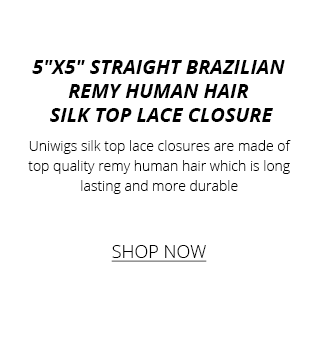 5"X5" STRAIGHT BRAZILIAN
REMY HUMAN HAIR
SILK TOP LACE CLOSURE
Uniwigs silk top lace closures are made of
top quality remy human hair which is long
lasting and more durable
SHOP NOW